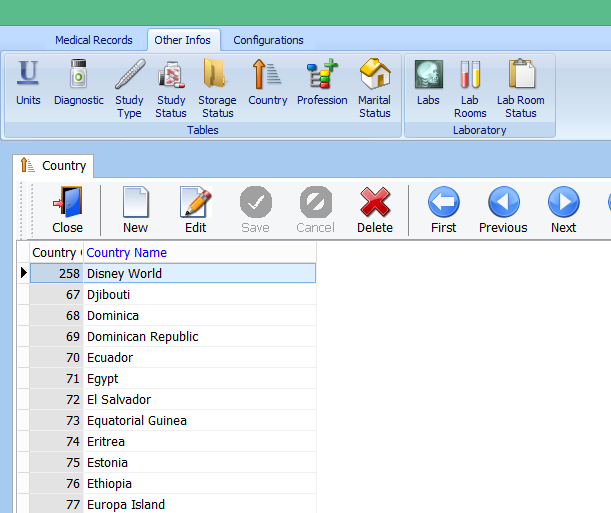 Medical Records Other Infos Configurations
Units Diagnostic Study Type Study Status Storage Status Country Profession Marital Status Labs Lab Rooms Lab Room Status
Tables Laboratory
Country
Close New Edit Save Cancel Delete First Previous Next
Country Country Name
258 Disney World
67 Djibouti
68 Dominica
69 Dominican Republic
70 Ecuador
71 Egypt
72 El Salvador
73 Equatorial Guinea
74 Eritrea
75 Estonia
76 Ethiopia
77 Europa Island